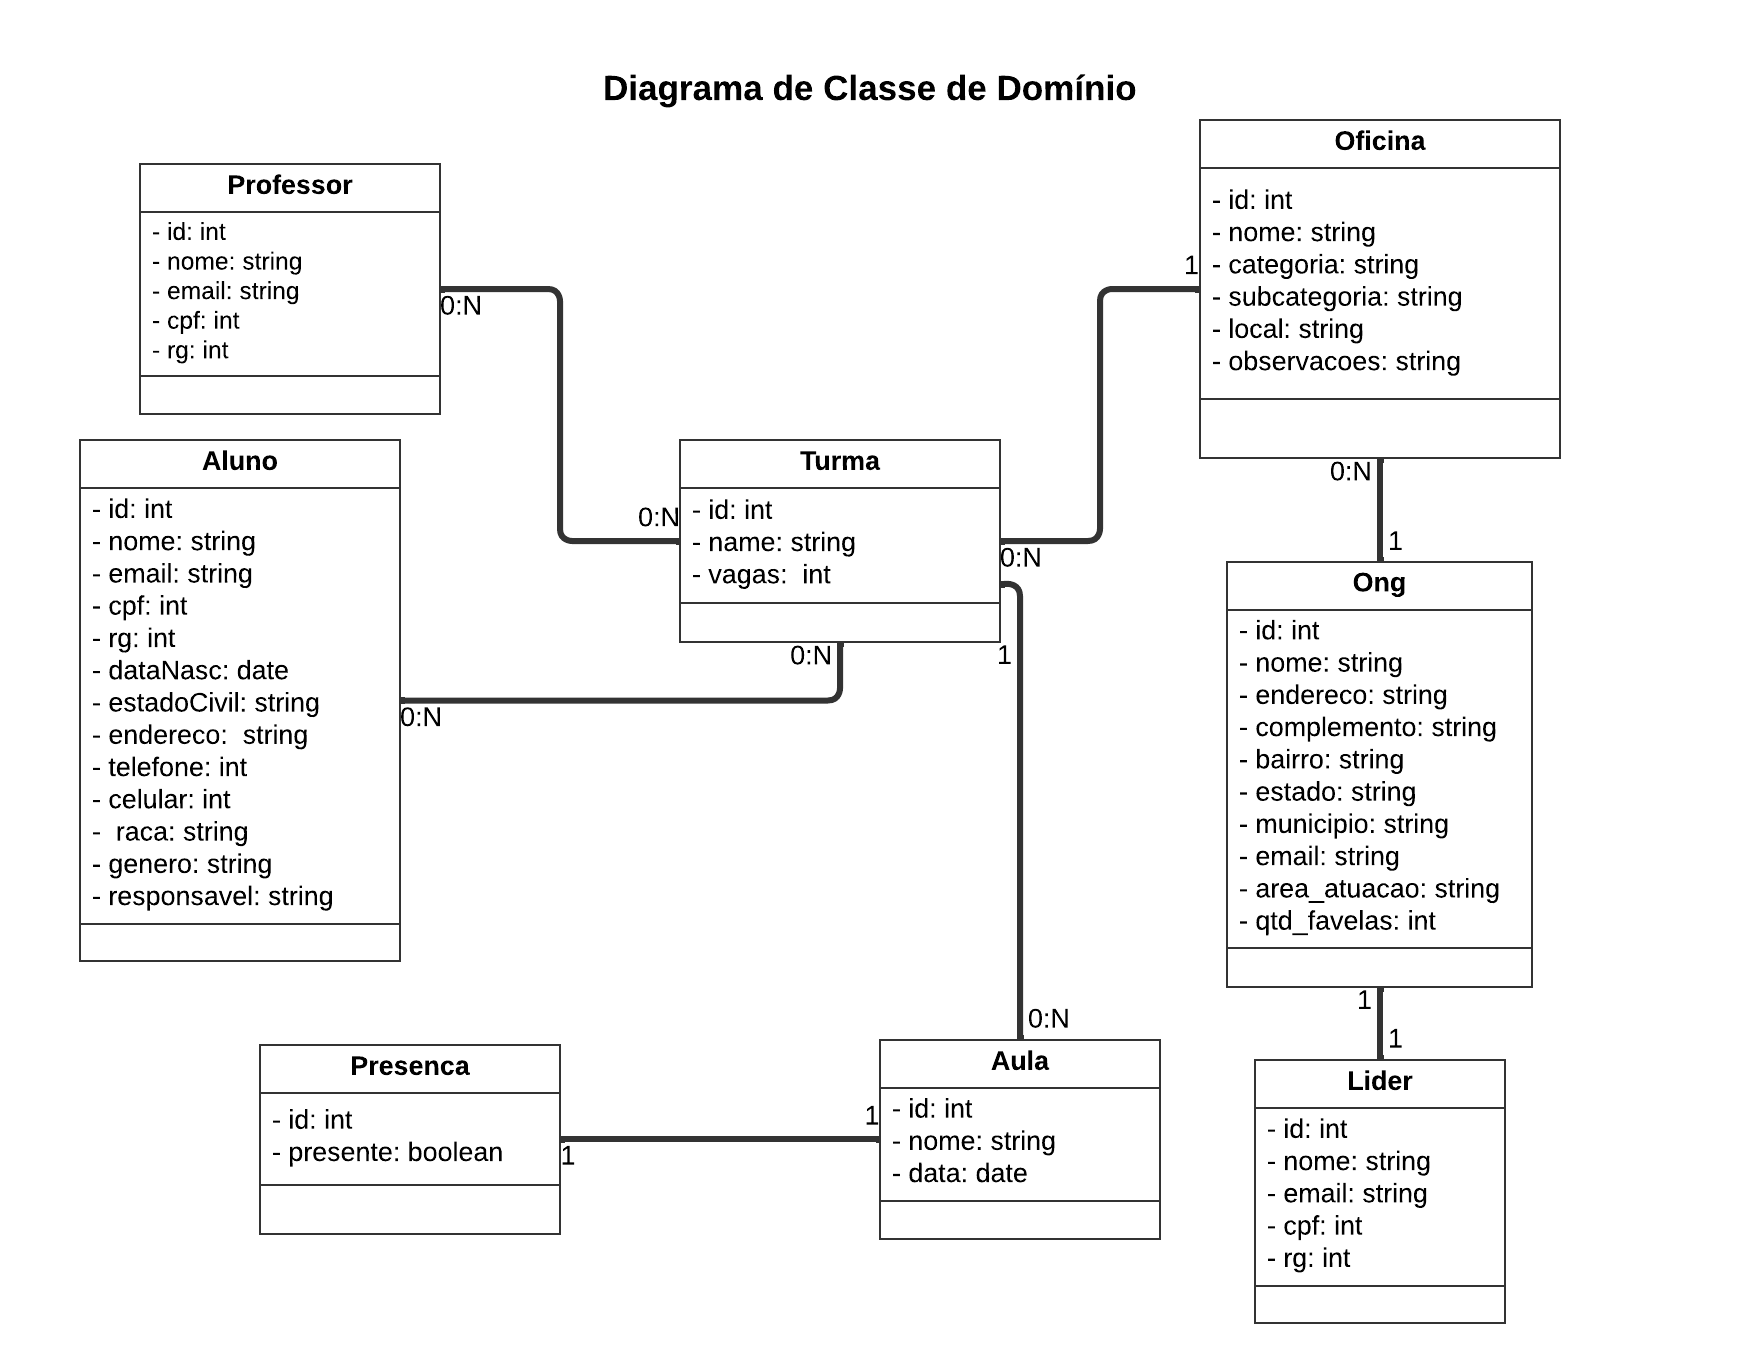 Diagrama de Classe de Domínio
Professor
- id: int
- nome: string
- email: string
- cpf: int
- rg: int
0:N
Oficina
- id: int
- nome: string
- categoria: string
- subcategoria: string
- local: string
- observacoes: string
1
0:N
Aluno
- id: int
- nome: string
- email: string
- cpf: int
- rg: int
- dataNasc: date
- estadoCivil: string
- endereco:  string
- telefone: int
- celular: int
-  raca: string
- genero: string
- responsavel: string
0:N
Turma
- id: int
- name: string
- vagas:  int
0:N
0:N
0:N
1
1
Ong
- id: int
- nome: string
- endereco: string
- complemento: string
- bairro: string
- estado: string
- municipio: string
- email: string
- area_atuacao: string
- qtd_favelas: int
1
Presenca
- id: int
- presente: boolean
1
0:N
Aula
- id: int
- nome: string
- data: date
1
1
Lider
- id: int
- nome: string
- email: string
- cpf: int
- rg: int